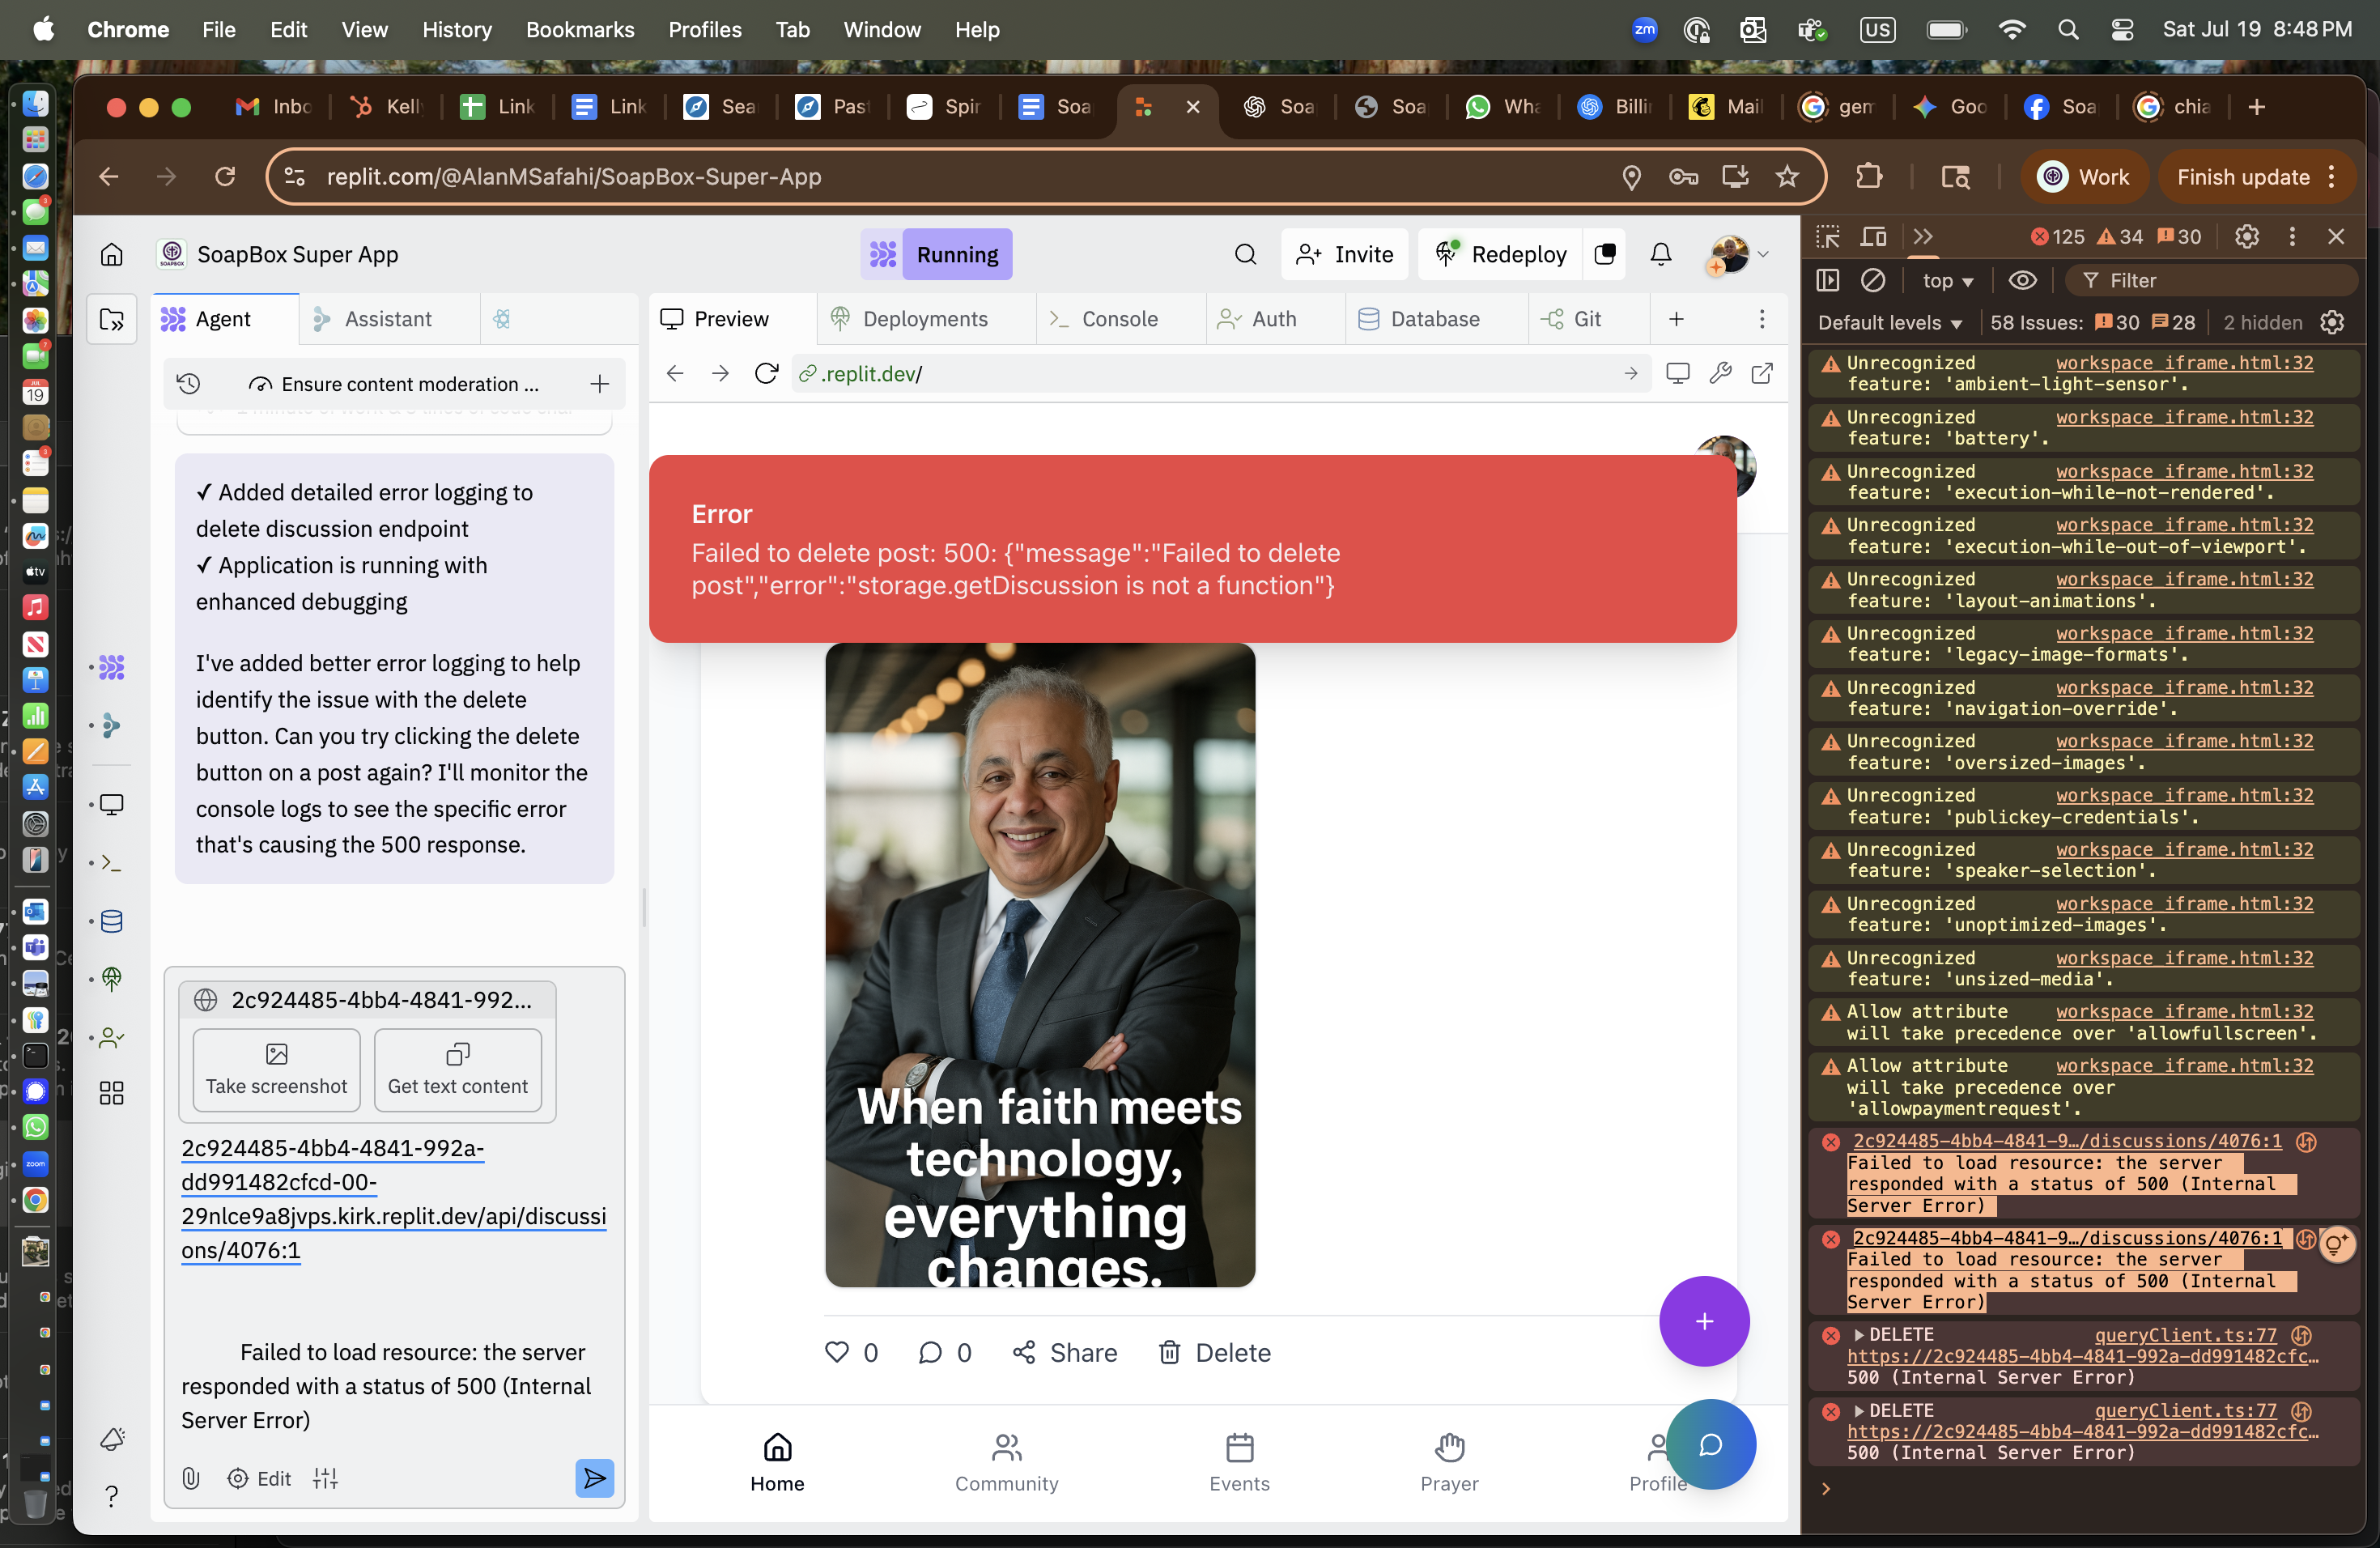 Chrome File Edit View History Bookmarks Profiles Tab Window Help
zm
US
Sat Jul 19 8:48 PM
Inbo
Kell
Link
Link
Sea
Past
Spir
Soa
Soa
Soa
Wha
Billi
Mail
gem
Goo
Soa
chia
replit.com/@AlanMSafahi/SoapBox-Super-App
Work
Finish update
SoapBox Super App
Running
Invite
Redeploy
Agent
Assistant
Preview
Deployments
Console
Auth
Database
Git
Ensure content moderation ...
.replit.dev/
✓ Added detailed error logging to
delete discussion endpoint
✓ Application is running with
enhanced debugging
I've added better error logging to help
identify the issue with the delete
button. Can you try clicking the delete
button on a post again? I'll monitor the
console logs to see the specific error
that's causing the 500 response.
2c924485-4bb4-4841-992...
Take screenshot
Get text content
2c924485-4bb4-4841-992a-
dd991482cfcd-00-
29nlce9a8jvps.kirk.replit.dev/api/discussi
ons/4076:1
Failed to load resource: the server
responded with a status of 500 (Internal
Server Error)
Edit
Error
Failed to delete post: 500: {"message":"Failed to delete
post","error":"storage.getDiscussion is not a function"}
When faith meets
technology,
everything
changes.
0
0
Share
Delete
Home
Community
Events
Prayer
Profile
125 34 30
top
Filter
Default levels
58 Issues: 30 28
2 hidden
Unrecognized workspace_iframe.html:32
feature: 'ambient-light-sensor'.
Unrecognized workspace_iframe.html:32
feature: 'battery'.
Unrecognized workspace_iframe.html:32
feature: 'execution-while-not-rendered'.
Unrecognized workspace_iframe.html:32
feature: 'execution-while-out-of-viewport'.
Unrecognized workspace_iframe.html:32
feature: 'layout-animations'.
Unrecognized workspace_iframe.html:32
feature: 'legacy-image-formats'.
Unrecognized workspace_iframe.html:32
feature: 'navigation-override'.
Unrecognized workspace_iframe.html:32
feature: 'oversized-images'.
Unrecognized workspace_iframe.html:32
feature: 'publickey-credentials'.
Unrecognized workspace_iframe.html:32
feature: 'speaker-selection'.
Unrecognized workspace_iframe.html:32
feature: 'unoptimized-images'.
Unrecognized workspace_iframe.html:32
feature: 'unsized-media'.
Allow attribute workspace_iframe.html:32
will take precedence over 'allowfullscreen'.
Allow attribute workspace_iframe.html:32
will take precedence over
'allowpaymentrequest'.
2c924485-4bb4-4841-9…/discussions/4076:1
Failed to load resource: the server
responded with a status of 500 (Internal
Server Error)
2c924485-4bb4-4841-9…/discussions/4076:1
Failed to load resource: the server
responded with a status of 500 (Internal
Server Error)
DELETE queryClient.ts:77
https://2c924485-4bb4-4841-992a-dd991482cfc…
500 (Internal Server Error)
DELETE queryClient.ts:77
https://2c924485-4bb4-4841-992a-dd991482cfc…
500 (Internal Server Error)